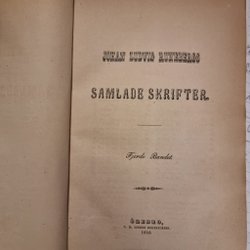 JOHAN LUDVIG RUNEBERGS
SAMLADE SKRIFTER.
Fjerde Bandet.
ÖREBRO,